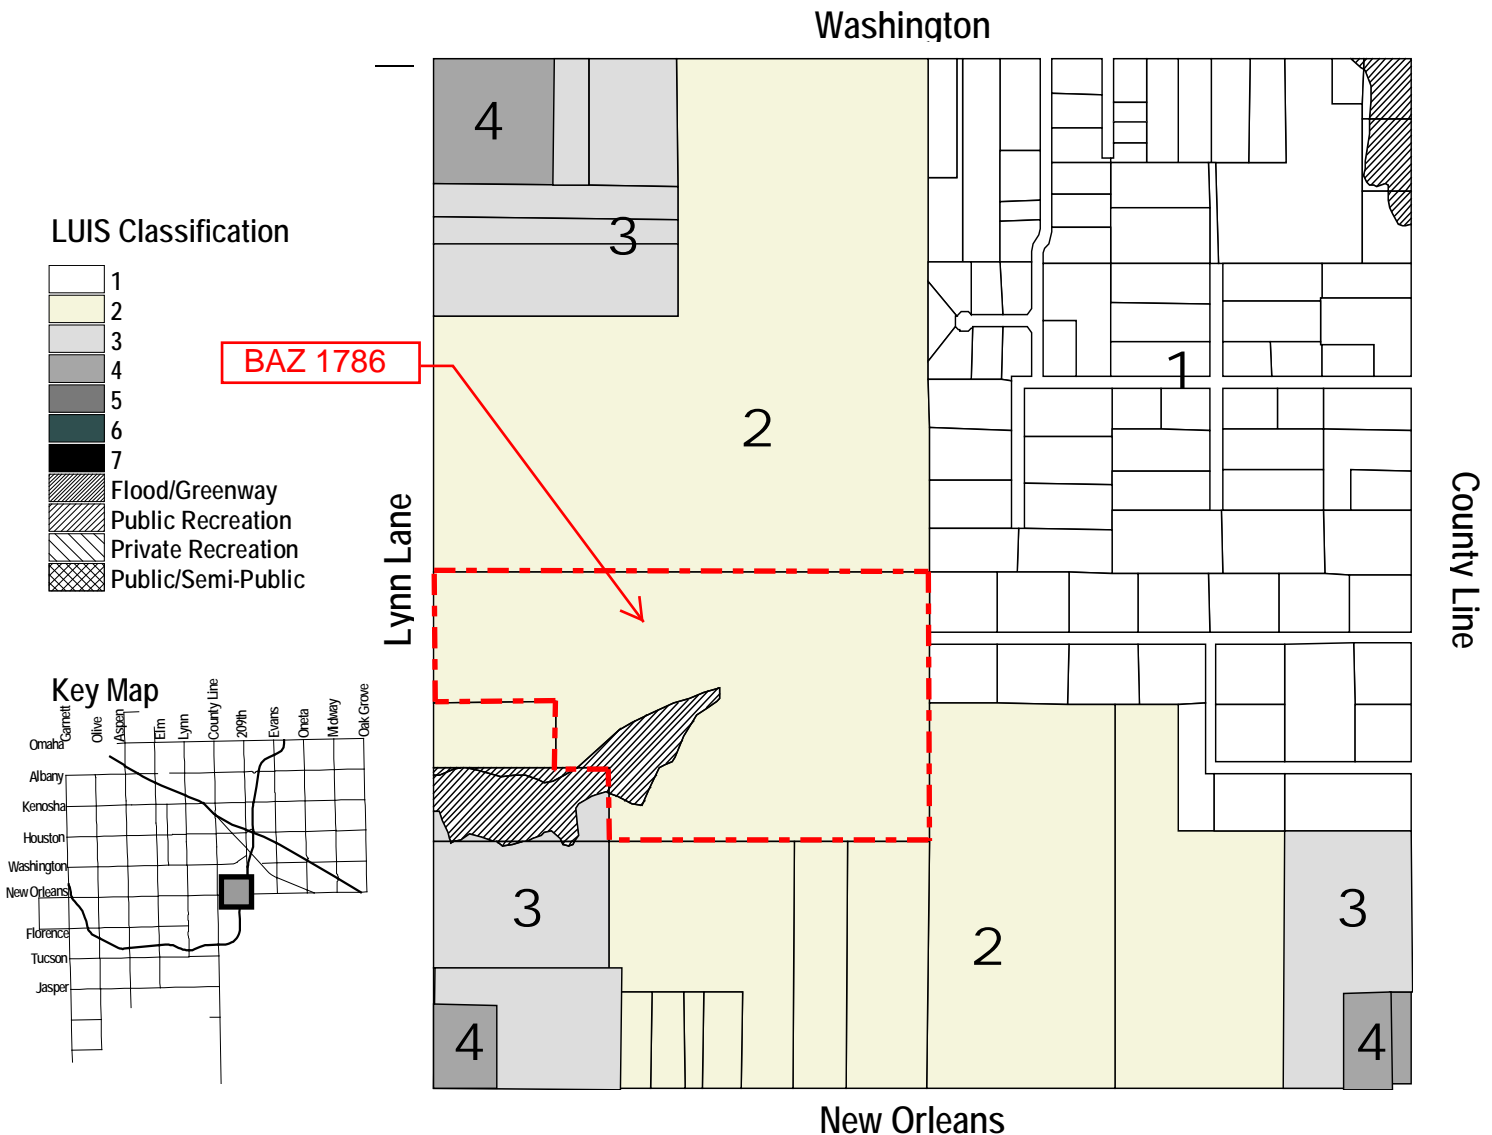 Washington
4
3
LUIS Classification
1
2
3
4
5
6
7
Flood/Greenway
Public Recreation
Private Recreation
Public/Semi-Public
BAZ 1786
1
2
Lynn Lane
County Line
Key Map
Garnett
Olive
Aspen
Elm
Lynn
County Line
209th
Evans
Oneta
Midway
Oak Grove
Omaha
Albany
Kenosha
Houston
Washington
New Orleans
Florence
Tucson
Jasper
3
2
3
4
4
New Orleans